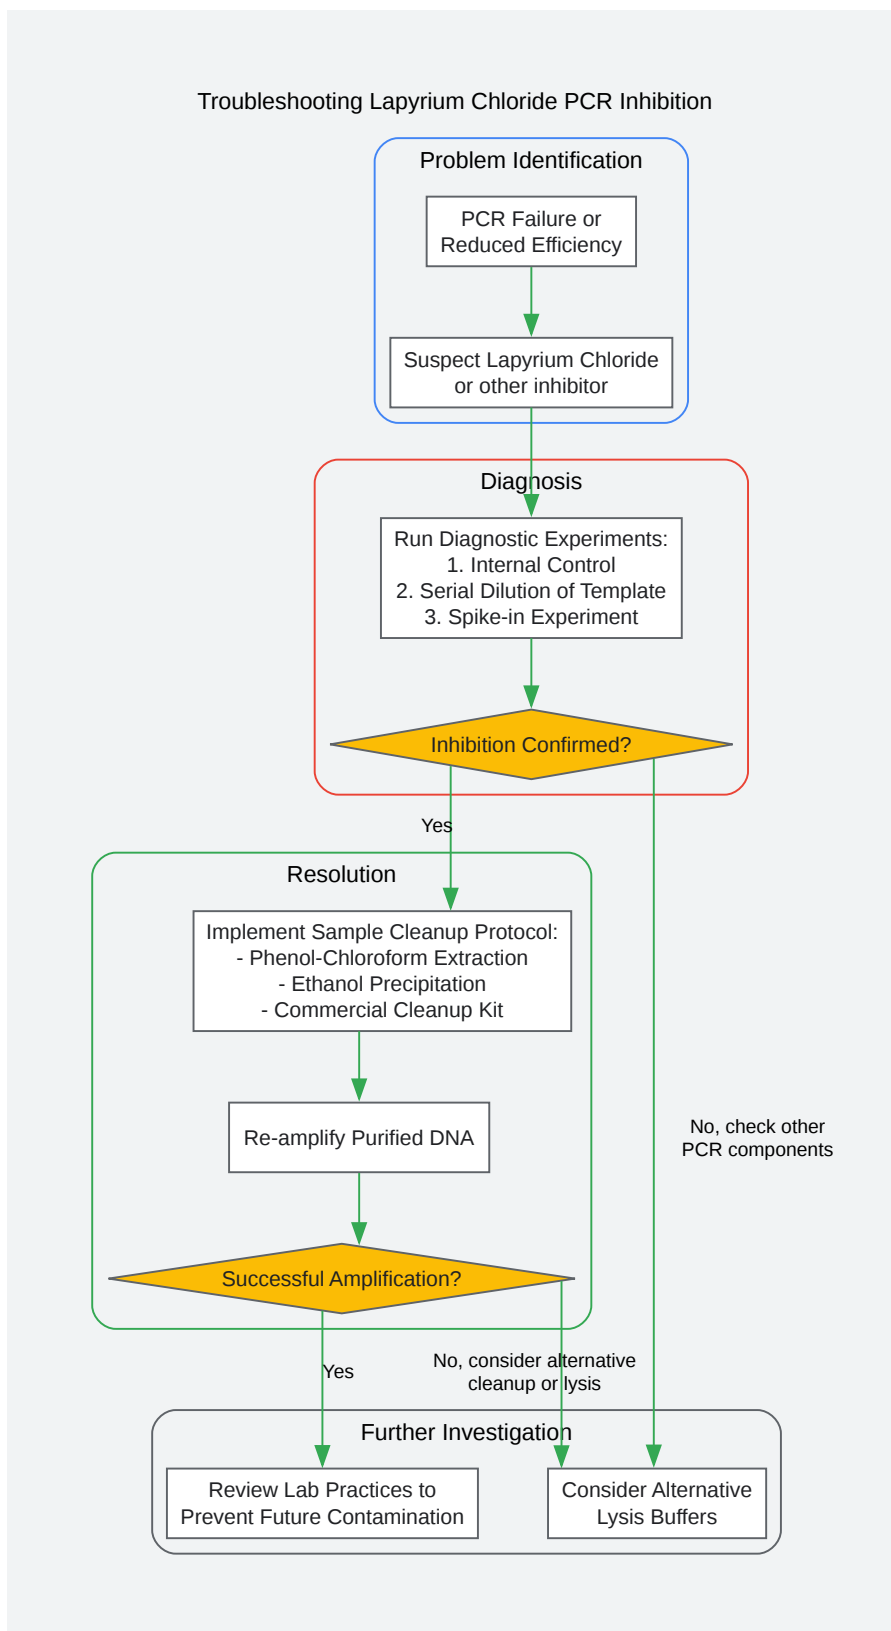 Troubleshooting Lapyrium Chloride PCR Inhibition
Problem Identification
PCR Failure or
Reduced Efficiency
Suspect Lapyrium Chloride
or other inhibitor
Diagnosis
Run Diagnostic Experiments:
1. Internal Control
2. Serial Dilution of Template
3. Spike-in Experiment
Inhibition Confirmed?
Yes
Resolution
Implement Sample Cleanup Protocol:
- Phenol-Chloroform Extraction
- Ethanol Precipitation
- Commercial Cleanup Kit
Re-amplify Purified DNA
No, check other
PCR components
Successful Amplification?
Yes
No, consider alternative
cleanup or lysis
Further Investigation
Review Lab Practices to
Prevent Future Contamination
Consider Alternative
Lysis Buffers